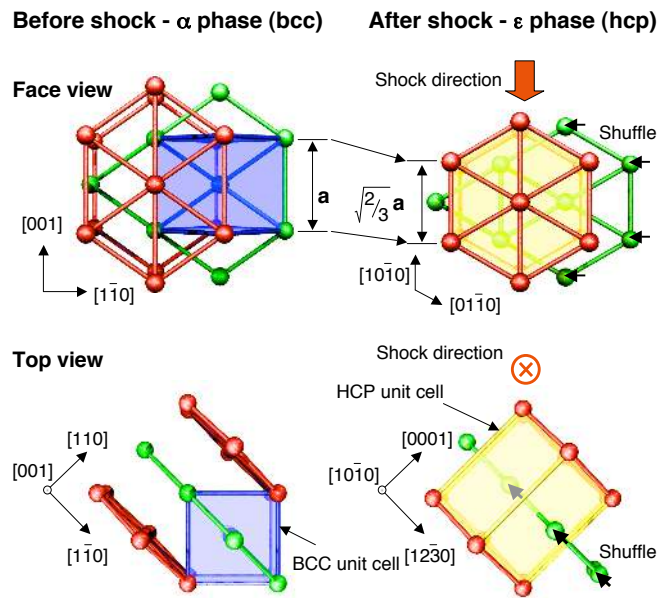 Before shock - α phase (bcc)
After shock - ε phase (hcp)
Face view
Shock direction
Shuffle
a
√2/3 a
[001]
[11̄0]
[101̄0]
[011̄0]
Top view
Shock direction
HCP unit cell
[110]
[001]
[11̄0]
BCC unit cell
[0001]
[101̄0]
[123̄0]
Shuffle